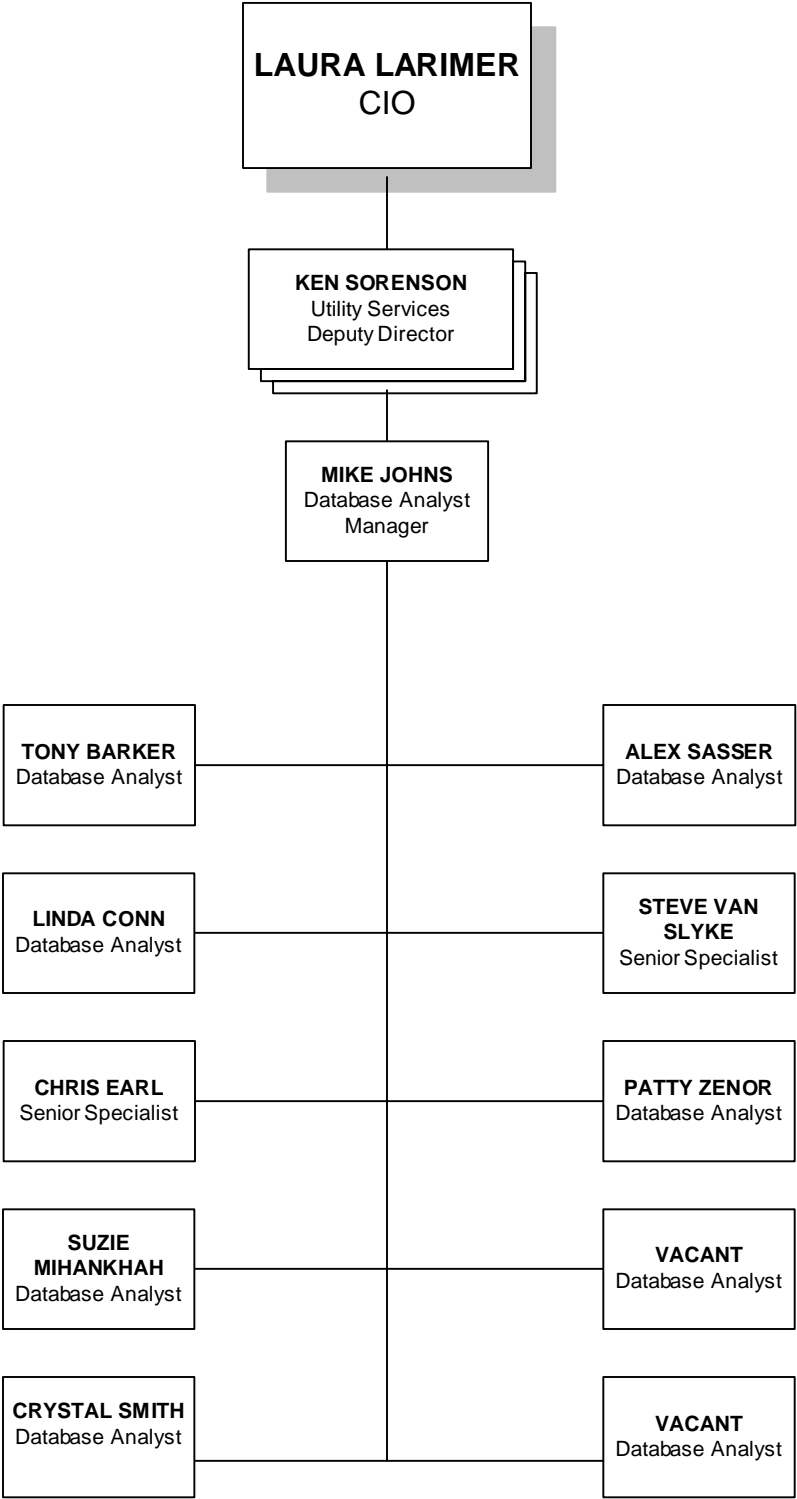 LAURA LARIMER
CIO
KEN SORENSON
Utility Services
Deputy Director
MIKE JOHNS
Database Analyst
Manager
TONY BARKER
Database Analyst
ALEX SASSER
Database Analyst
LINDA CONN
Database Analyst
STEVE VAN
SLYKE
Senior Specialist
CHRIS EARL
Senior Specialist
PATTY ZENOR
Database Analyst
SUZIE
MIHANKHAH
Database Analyst
VACANT
Database Analyst
CRYSTAL SMITH
Database Analyst
VACANT
Database Analyst